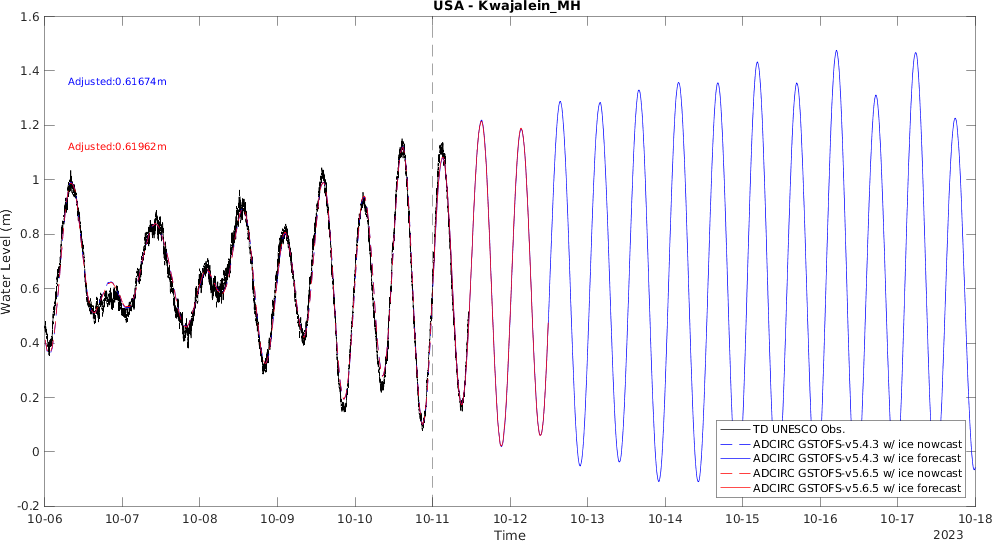 USA - Kwajalein_MH
1.6
1.4
1.2
1
0.8
0.6
0.4
0.2
0
-0.2
Water Level (m)
Adjusted:0.61674m
Adjusted:0.61962m
TD UNESCO Obs.
ADCIRC GSTOFS-v5.4.3 w/ ice nowcast
ADCIRC GSTOFS-v5.4.3 w/ ice forecast
ADCIRC GSTOFS-v5.6.5 w/ ice nowcast
ADCIRC GSTOFS-v5.6.5 w/ ice forecast
10-06 10-07 10-08 10-09 10-10 10-11 10-12 10-13 10-14 10-15 10-16 10-17 10-18
Time 2023